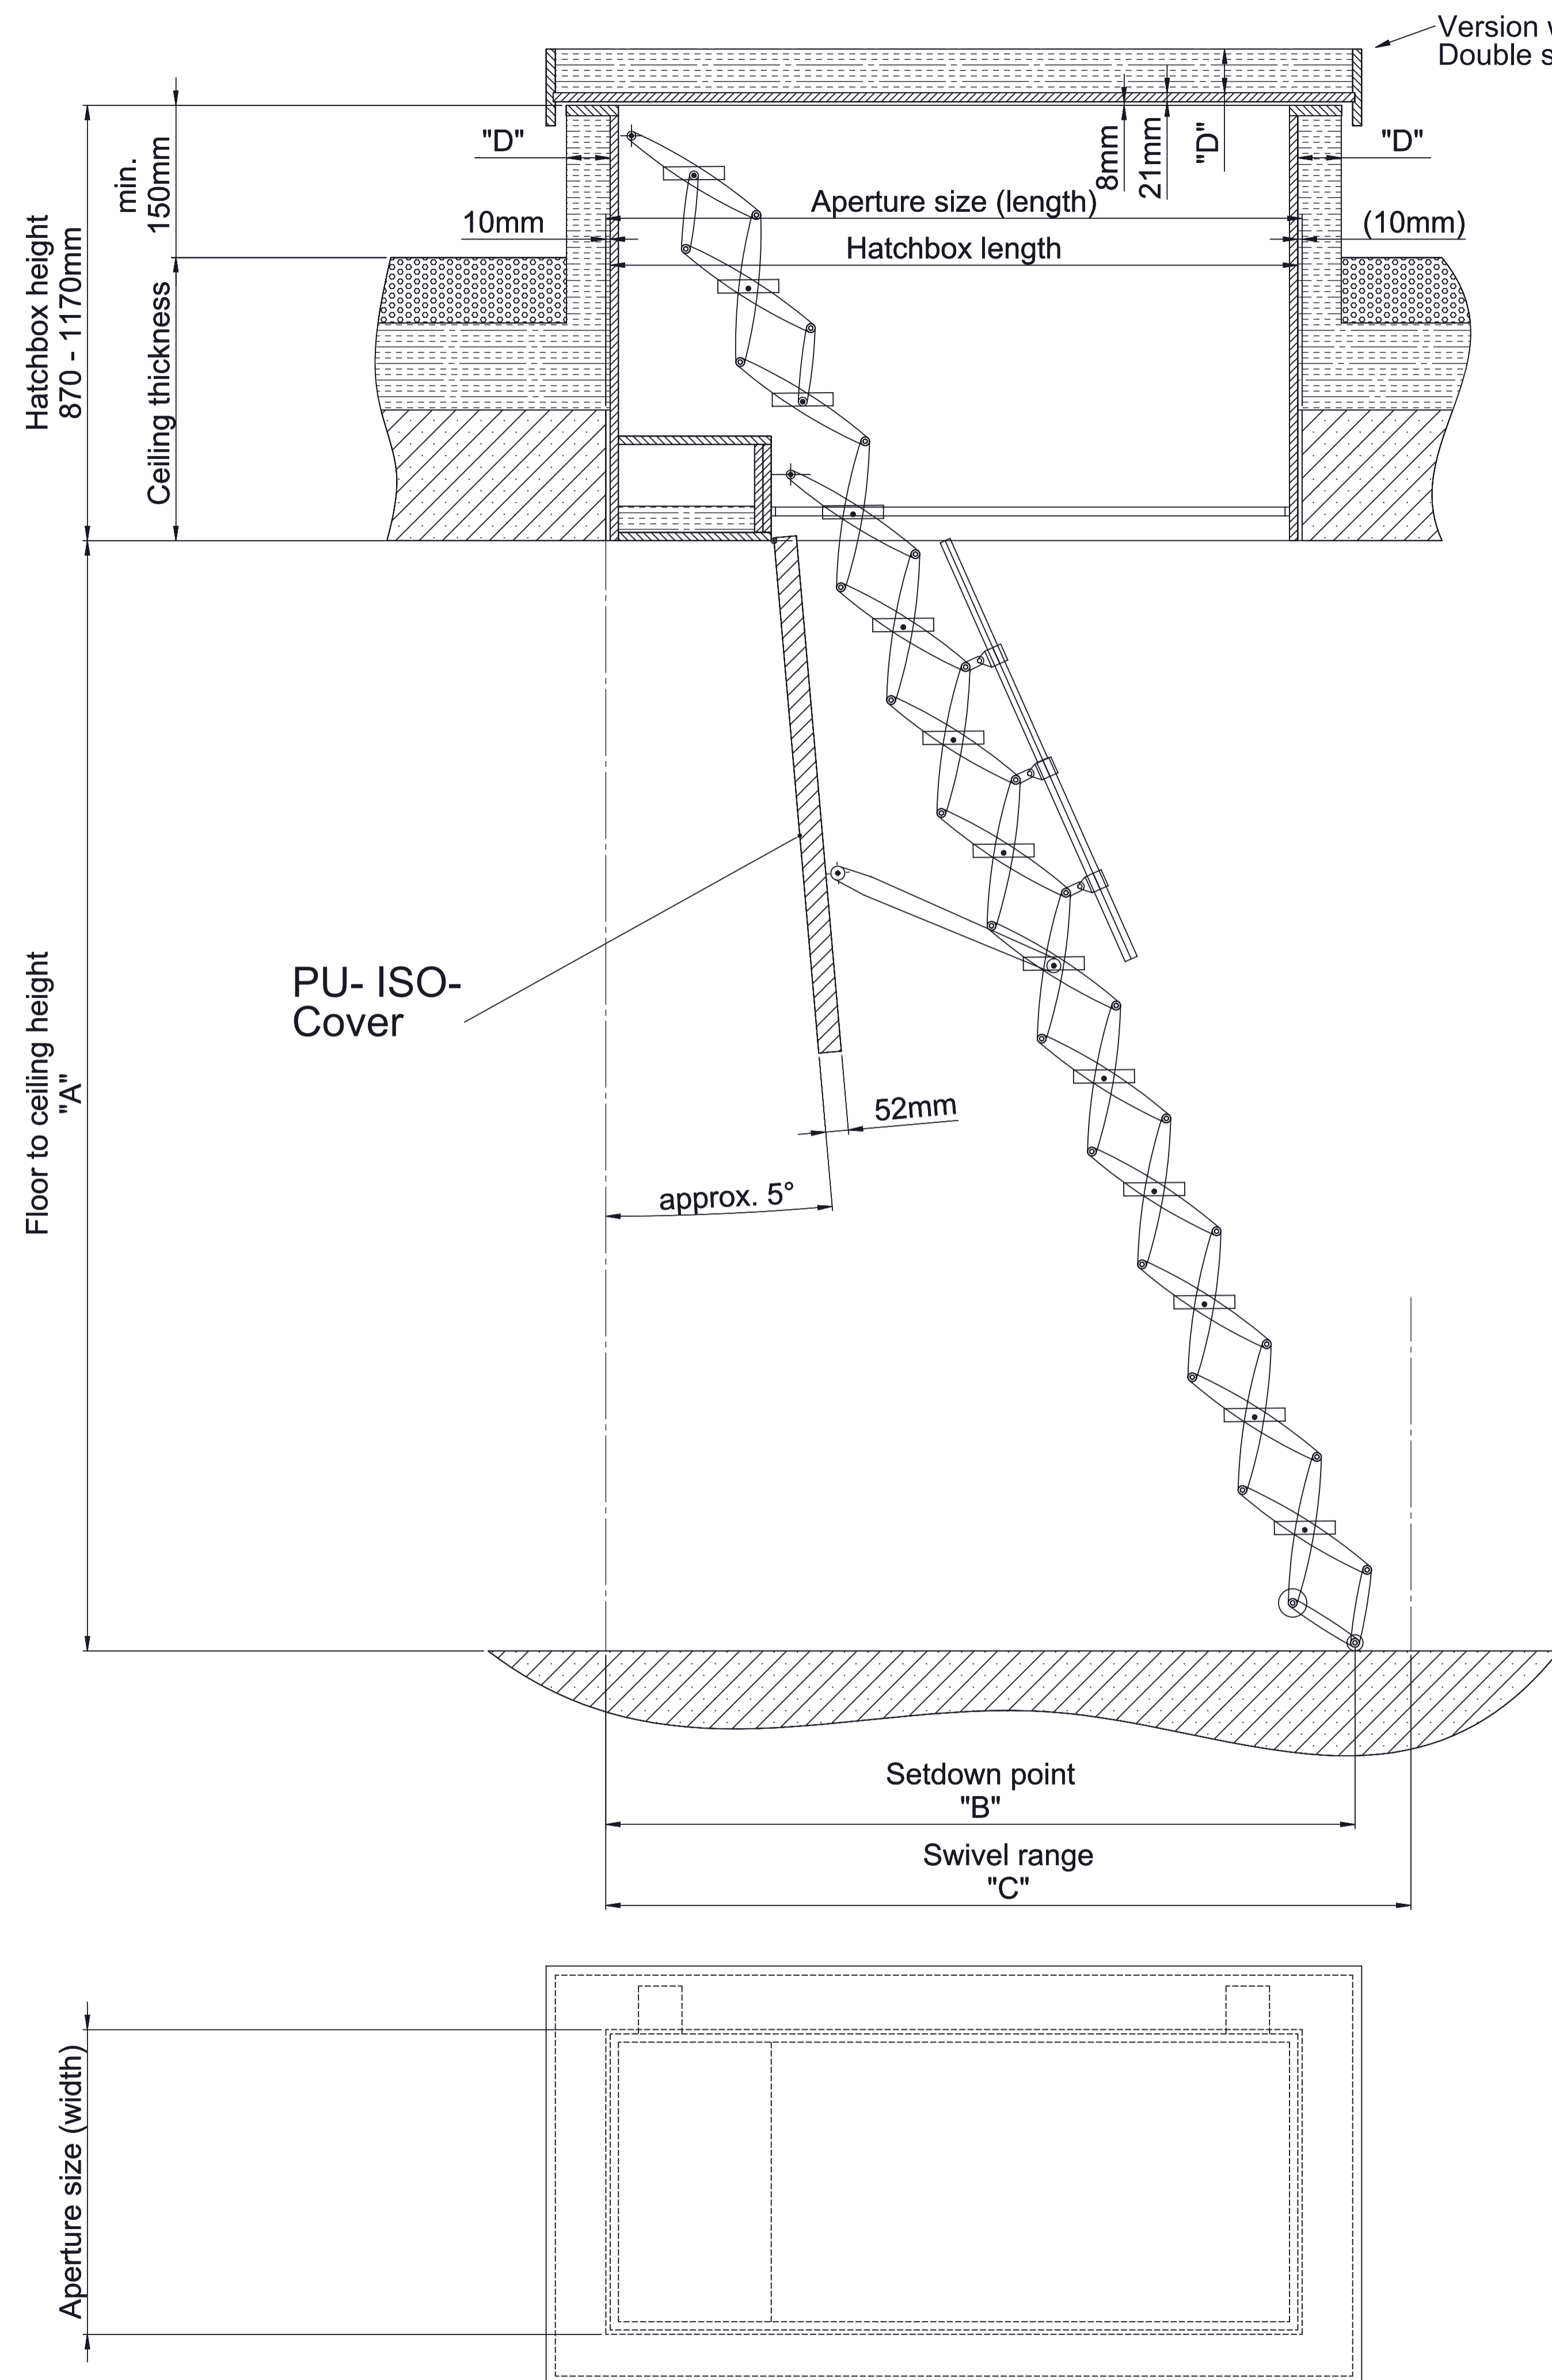 Version
Double
"D"
8mm
21mm
"D"
"D"
min.
150mm
Hatchbox height
870 - 1170mm
Aperture size (length)
10mm
(10mm)
Hatchbox length
Ceiling thickness
PU- ISO-
Cover
Floor to ceiling height
"A"
52mm
approx. 5°
Setdown point
"B"
Swivel range
"C"
Aperture size (width)